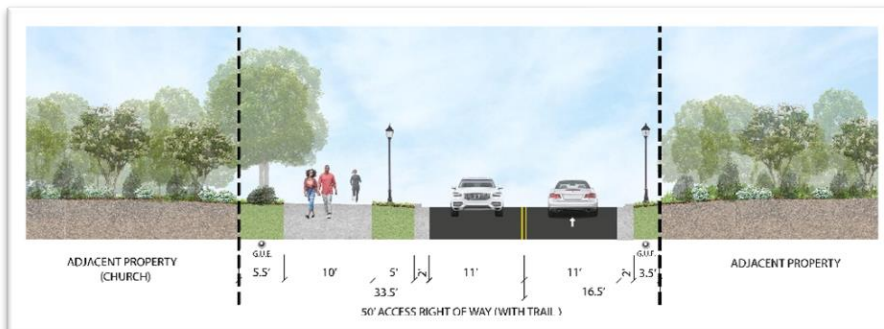 G.U.E.
G.U.E.
ADJACENT PROPERTY
(CHURCH)
5.5' 10' 5' 2' 11' 11' 2' 3.5'
ADJACENT PROPERTY
33.5' 16.5'
50' ACCESS RIGHT OF WAY (WITH TRAIL)